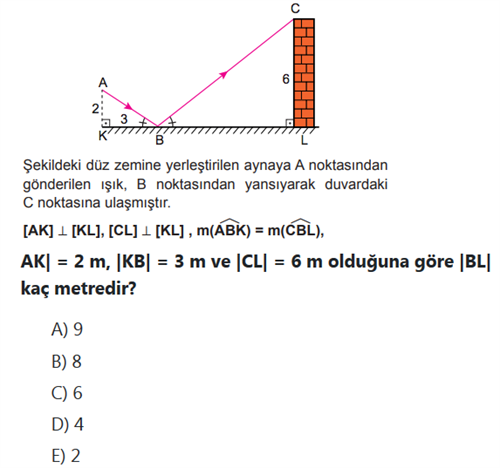 C
A
6
2
3
K
B
L
Şekildeki düz zemine yerleştirilen aynaya A noktasından
gönderilen ışık, B noktasından yansıyarak duvardaki
C noktasına ulaşmıştır.
[AK] ⊥ [KL], [CL] ⊥ [KL] , m(ABK) = m(CBL),
AK| = 2 m, |KB| = 3 m ve |CL| = 6 m olduğuna göre |BL|
kaç metredir?
A) 9
B) 8
C) 6
D) 4
E) 2